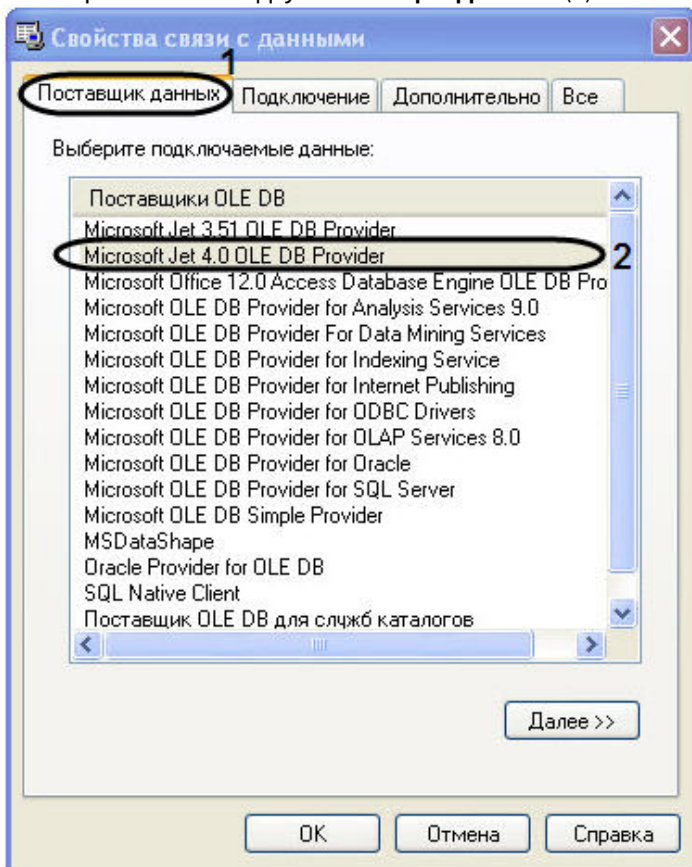 Свойства связи с данными
1
Поставщик данных Подключение Дополнительно Все
Выберите подключаемые данные:
Поставщики OLE DB
Microsoft Jet 3.51 OLE DB Provider
Microsoft Jet 4.0 OLE DB Provider
2
Microsoft Office 12.0 Access Database Engine OLE DB Pro
Microsoft OLE DB Provider for Analysis Services 9.0
Microsoft OLE DB Provider For Data Mining Services
Microsoft OLE DB Provider for Indexing Service
Microsoft OLE DB Provider for Internet Publishing
Microsoft OLE DB Provider for ODBC Drivers
Microsoft OLE DB Provider for OLAP Services 8.0
Microsoft OLE DB Provider for Oracle
Microsoft OLE DB Provider for SQL Server
Microsoft OLE DB Simple Provider
MSDataShape
Oracle Provider for OLE DB
SQL Native Client
Поставщик OLE DB для служб каталогов
Далее >>
OK Отмена Справка